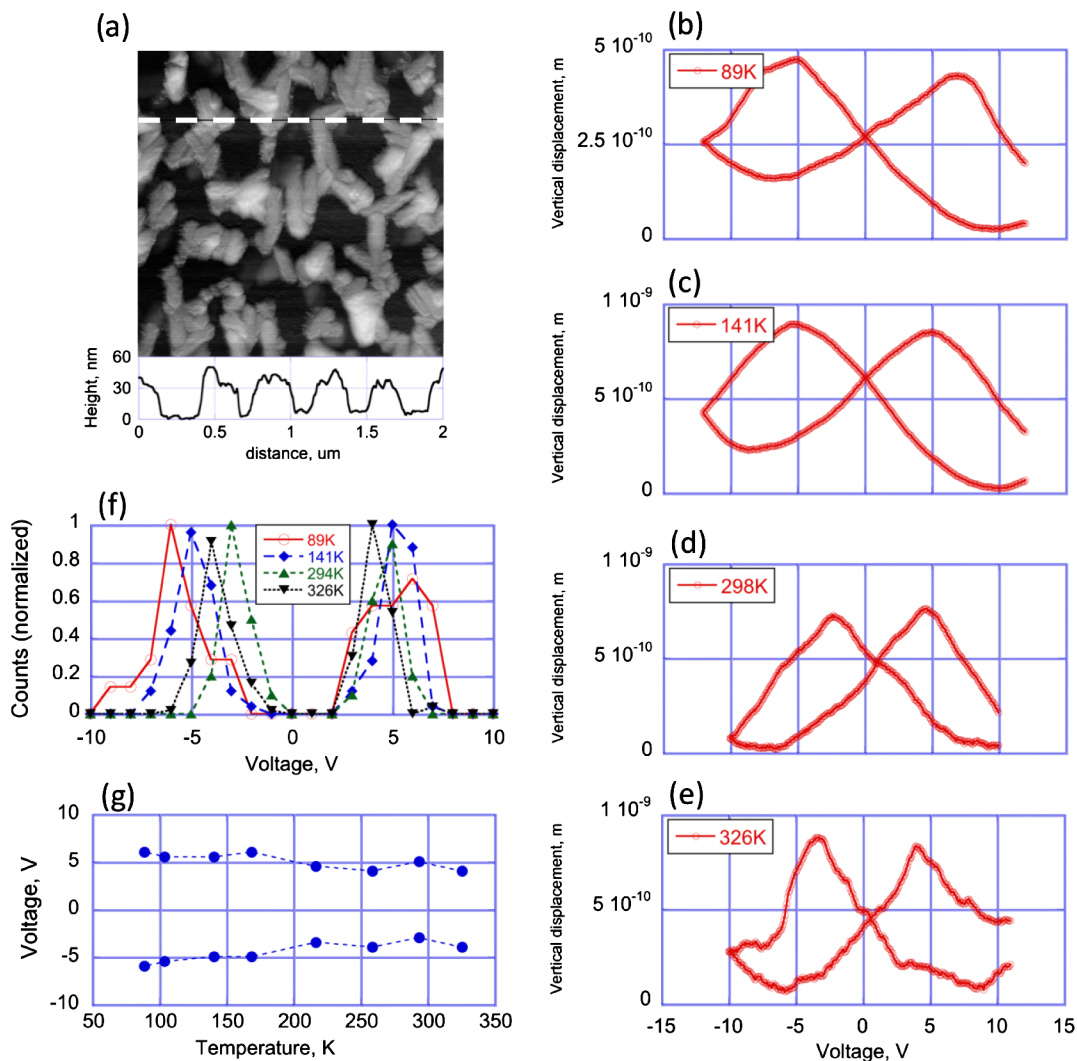 (a)
Height, nm
60
30
0
0 0.5 1 1.5 2
distance, um
(b)
Vertical displacement, m
5 10-10
2.5 10-10
0
89K
(c)
Vertical displacement, m
1 10-9
5 10-10
0
141K
(d)
Vertical displacement, m
1 10-9
5 10-10
0
298K
(e)
Vertical displacement, m
1 10-9
5 10-10
0
326K
-15 -10 -5 0 5 10 15
Voltage, V
(f)
Counts (normalized)
1
0.8
0.6
0.4
0.2
0
89K
141K
294K
326K
-10 -5 0 5 10
Voltage, V
(g)
Voltage, V
10
5
0
-5
-10
50 100 150 200 250 300 350
Temperature, K